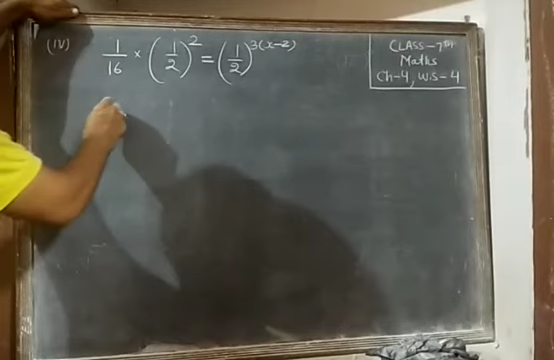 (IV) 1/16 × (1/2)² = (1/2)^3(x-2)
CLASS-7TH
Maths
Ch-4, W.S-4